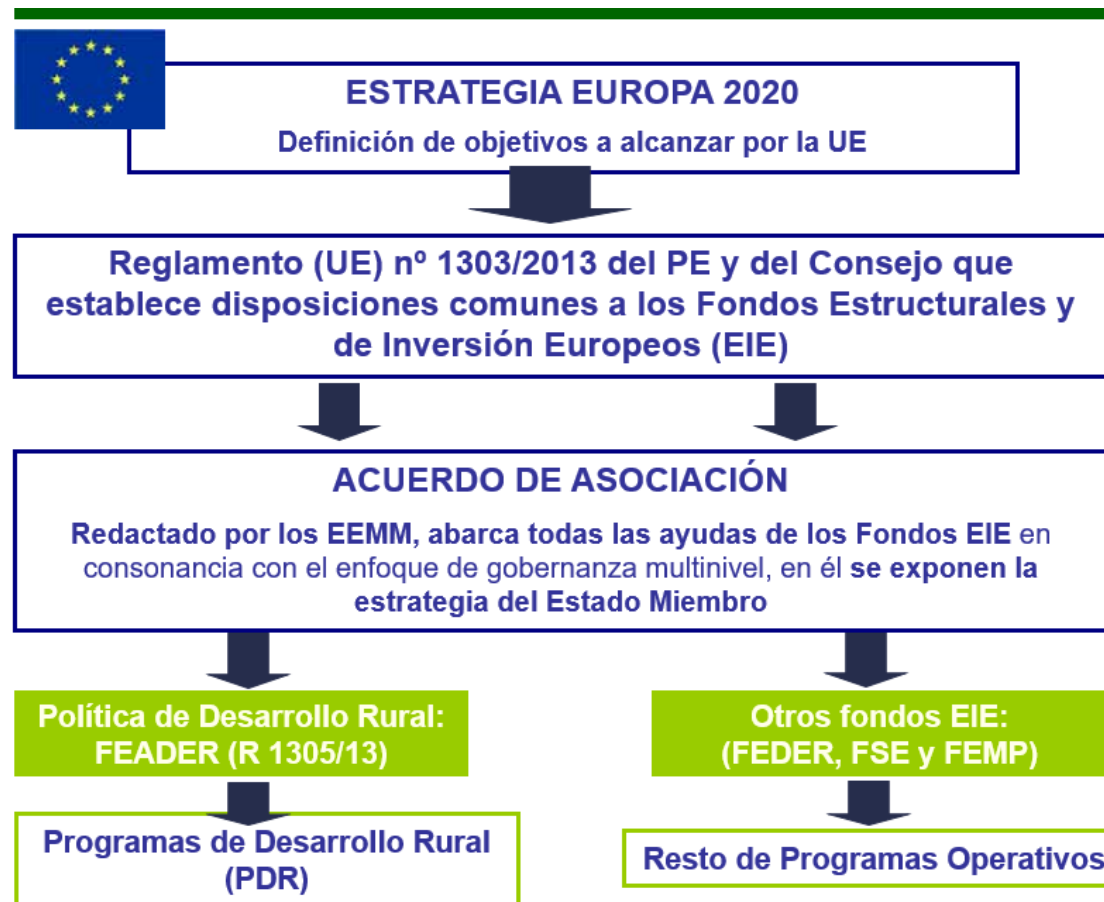 ESTRATEGIA EUROPA 2020
Definición de objetivos a alcanzar por la UE
Reglamento (UE) nº 1303/2013 del PE y del Consejo que
establece disposiciones comunes a los Fondos Estructurales y
de Inversión Europeos (EIE)
ACUERDO DE ASOCIACIÓN
Redactado por los EEMM, abarca todas las ayudas de los Fondos EIE en
consonancia con el enfoque de gobernanza multinivel, en él se exponen la
estrategia del Estado Miembro
Política de Desarrollo Rural:
FEADER (R 1305/13)
Otros fondos EIE:
(FEDER, FSE y FEMP)
Programas de Desarrollo Rural
(PDR)
Resto de Programas Operativos